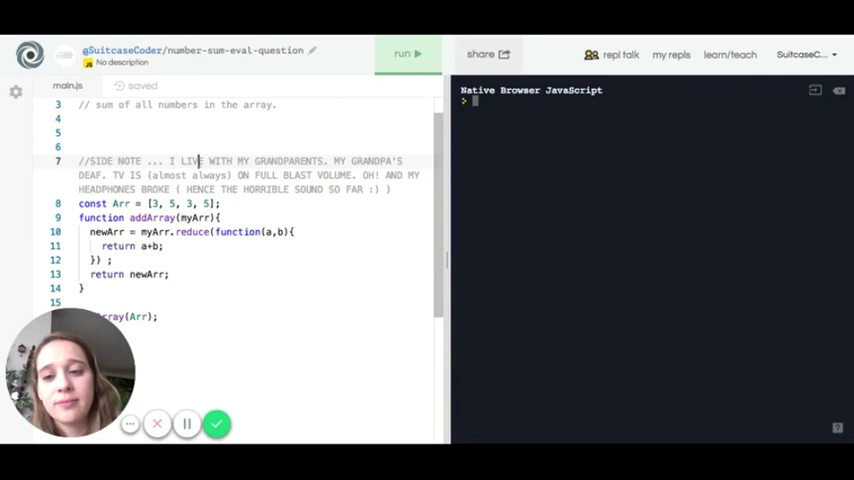 @SuitcaseCoder/number-sum-eval-question
JS No description
run
share
repl talk
my repls
learn/teach
SuitcaseC...
main.js
saved
3 // sum of all numbers in the array.
4
5
6
7 //SIDE NOTE ... I LIVE WITH MY GRANDPARENTS. MY GRANDPA'S
DEAF. TV IS (almost always) ON FULL BLAST VOLUME. OH! AND MY
HEADPHONES BROKE ( HENCE THE HORRIBLE SOUND SO FAR :) )
8 const Arr = [3, 5, 3, 5];
9 function addArray(myArr){
10 newArr = myArr.reduce(function(a,b){
11 return a+b;
12 }) ;
13 return newArr;
14 }
15
(Arr);
Native Browser JavaScript
>
?